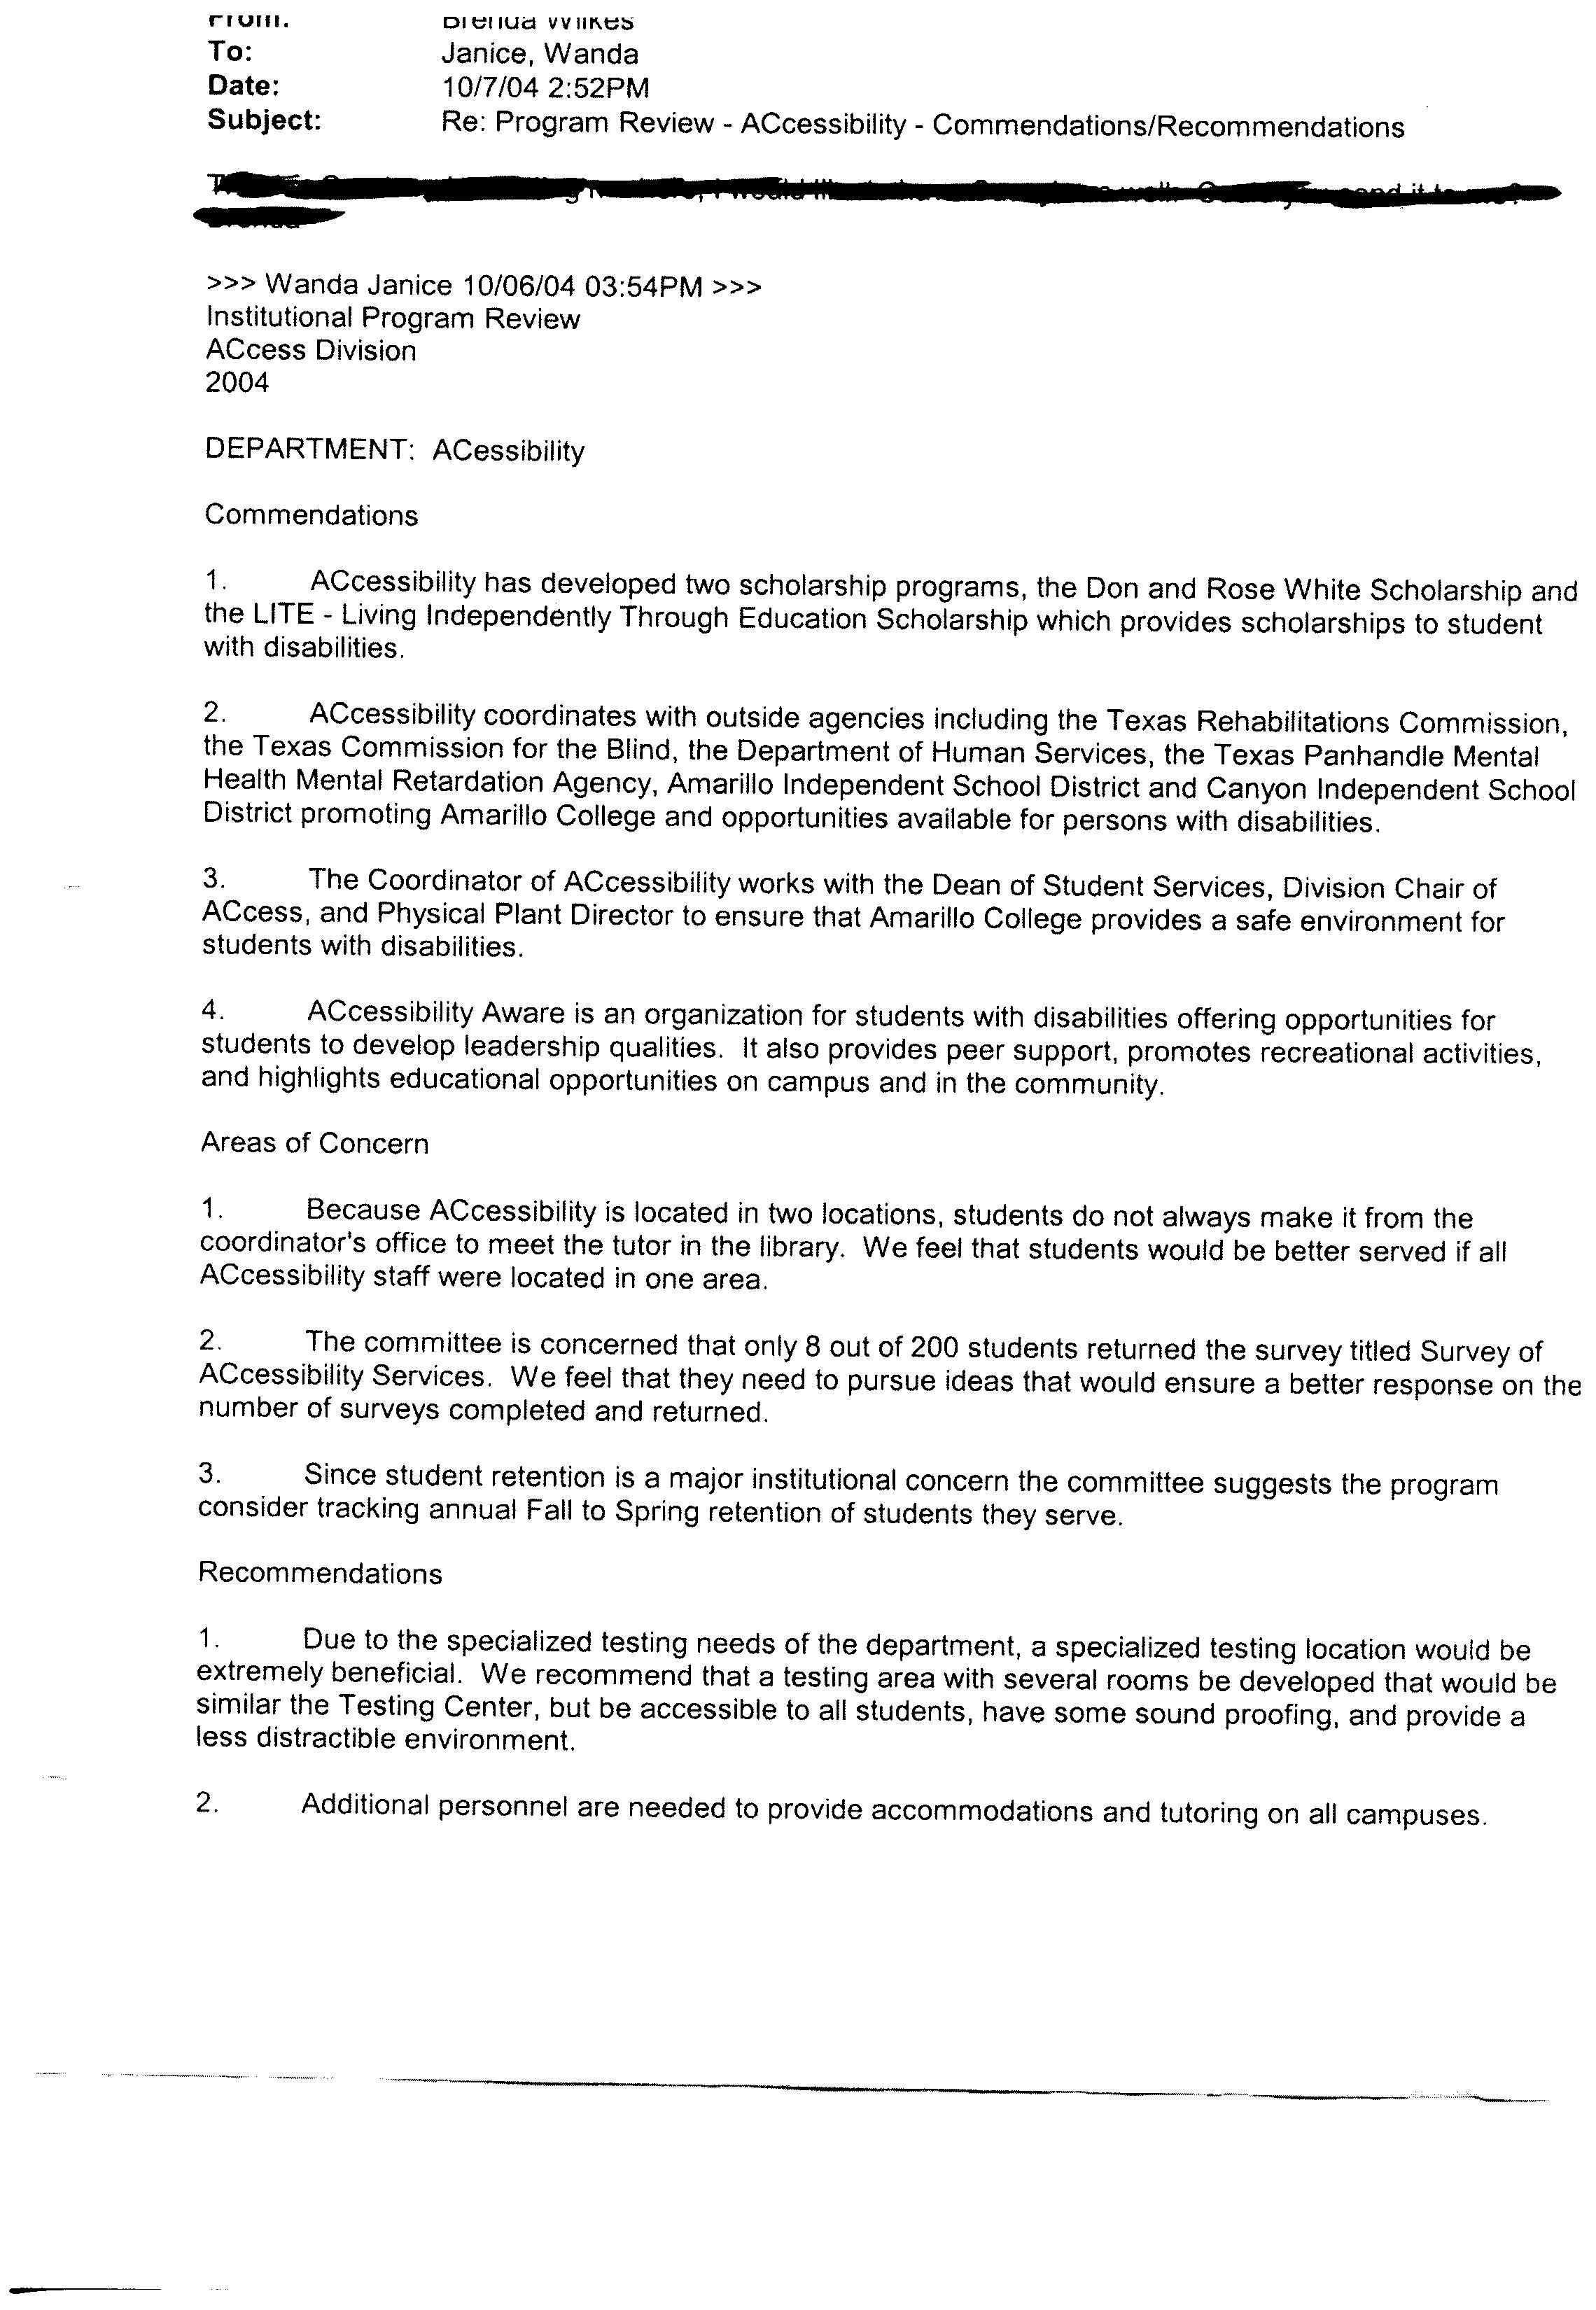 From: Brenda Wilkes
To: Janice, Wanda
Date: 10/7/04 2:52PM
Subject: Re: Program Review - ACcessibility - Commendations/Recommendations
>>> Wanda Janice 10/06/04 03:54PM >>>
Institutional Program Review
ACcess Division
2004
DEPARTMENT: ACessibility
Commendations
1. ACcessibility has developed two scholarship programs, the Don and Rose White Scholarship and
the LITE - Living Independently Through Education Scholarship which provides scholarships to student
with disabilities.
2. ACcessibility coordinates with outside agencies including the Texas Rehabilitations Commission,
the Texas Commission for the Blind, the Department of Human Services, the Texas Panhandle Mental
Health Mental Retardation Agency, Amarillo Independent School District and Canyon Independent School
District promoting Amarillo College and opportunities available for persons with disabilities.
3. The Coordinator of ACcessibility works with the Dean of Student Services, Division Chair of
ACcess, and Physical Plant Director to ensure that Amarillo College provides a safe environment for
students with disabilities.
4. ACcessibility Aware is an organization for students with disabilities offering opportunities for
students to develop leadership qualities. It also provides peer support, promotes recreational activities,
and highlights educational opportunities on campus and in the community.
Areas of Concern
1. Because ACcessibility is located in two locations, students do not always make it from the
coordinator's office to meet the tutor in the library. We feel that students would be better served if all
ACcessibility staff were located in one area.
2. The committee is concerned that only 8 out of 200 students returned the survey titled Survey of
ACcessibility Services. We feel that they need to pursue ideas that would ensure a better response on the
number of surveys completed and returned.
3. Since student retention is a major institutional concern the committee suggests the program
consider tracking annual Fall to Spring retention of students they serve.
Recommendations
1. Due to the specialized testing needs of the department, a specialized testing location would be
extremely beneficial. We recommend that a testing area with several rooms be developed that would be
similar the Testing Center, but be accessible to all students, have some sound proofing, and provide a
less distractible environment.
2. Additional personnel are needed to provide accommodations and tutoring on all campuses.